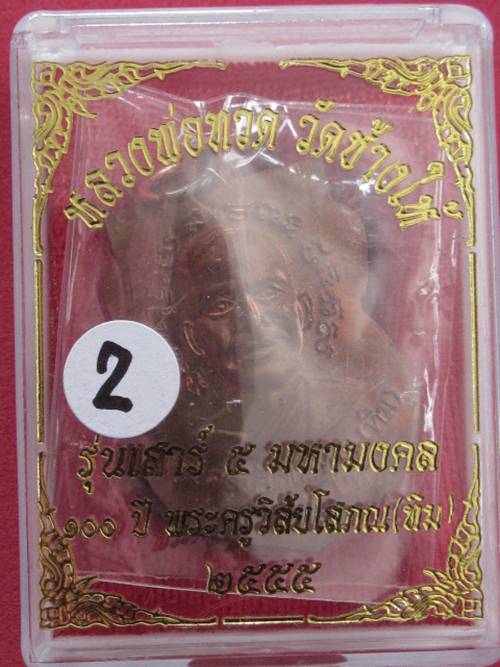 หลวงพ่อทวด วัดช้างให้
2
รุ่นเสาร์ ๕ มหามงคล
๑๐๐ ปี พระครูวิสัยโสภณ(ทิม)
๒๕๕๕